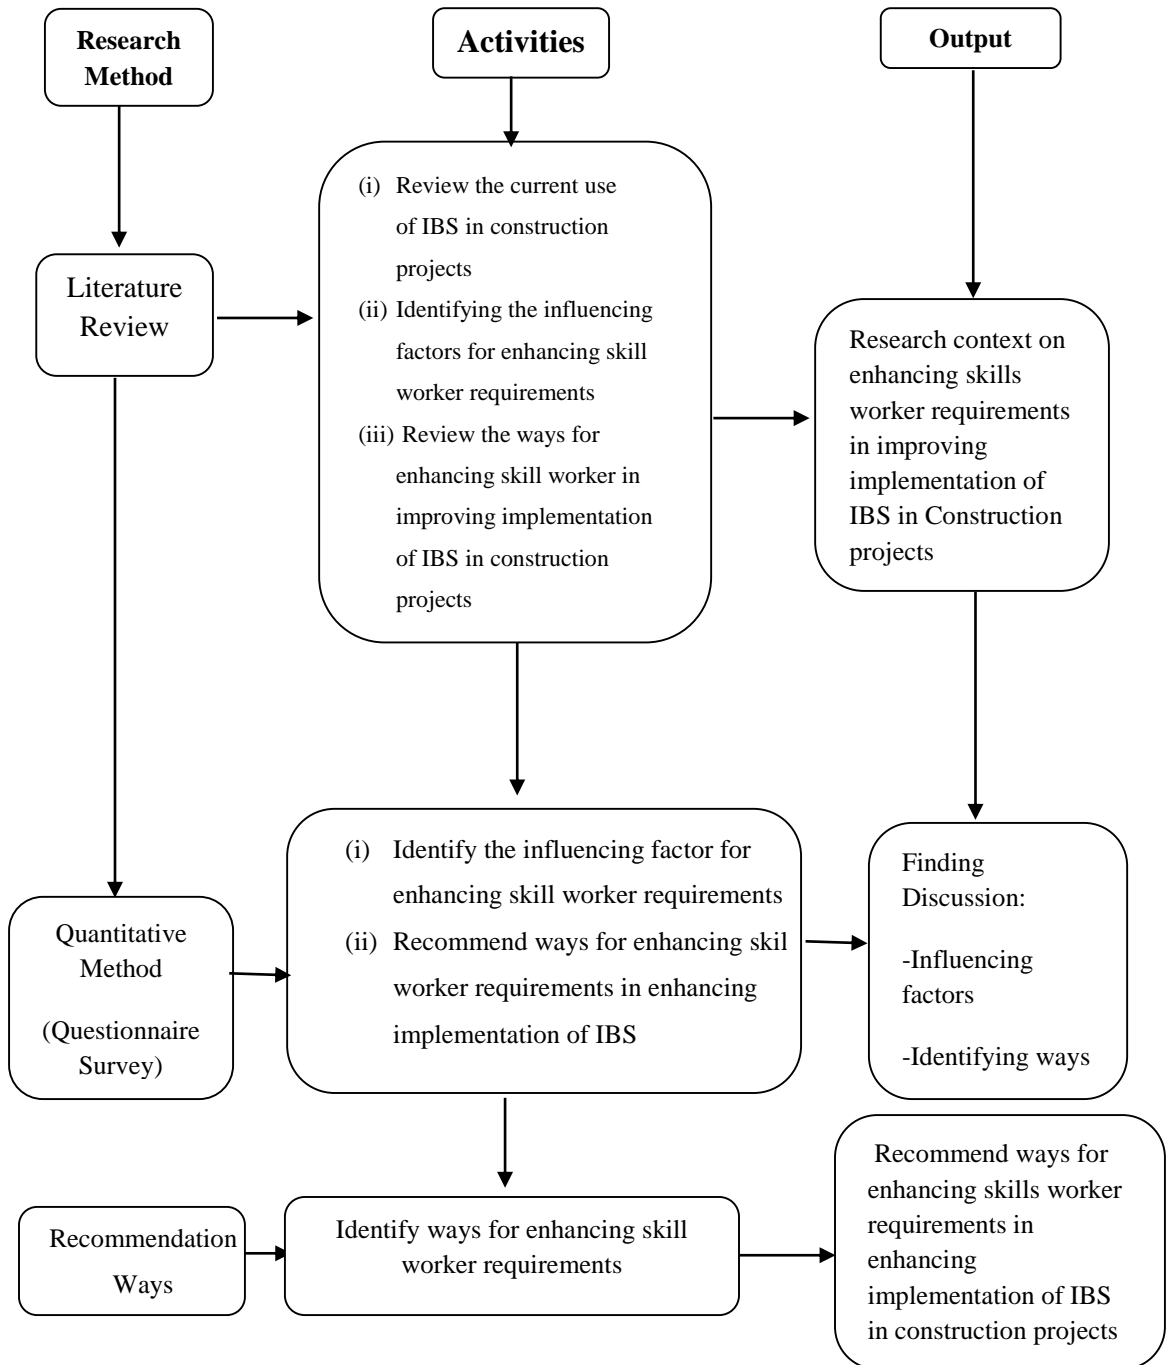 Research
Method
Activities
Output
Literature
Review
(i) Review the current use
of IBS in construction
projects
(ii) Identifying the influencing
factors for enhancing skill
worker requirements
(iii) Review the ways for
enhancing skill worker in
improving implementation
of IBS in construction
projects
Research context on
enhancing skills
worker requirements
in improving
implementation of
IBS in Construction
projects
Quantitative
Method
(Questionnaire
Survey)
(i) Identify the influencing factor for
enhancing skill worker requirements
(ii) Recommend ways for enhancing skil
worker requirements in enhancing
implementation of IBS
Finding
Discussion:
-Influencing
factors
-Identifying ways
Recommendation
Ways
Identify ways for enhancing skill
worker requirements
Recommend ways for
enhancing skills worker
requirements in
enhancing
implementation of IBS
in construction projects